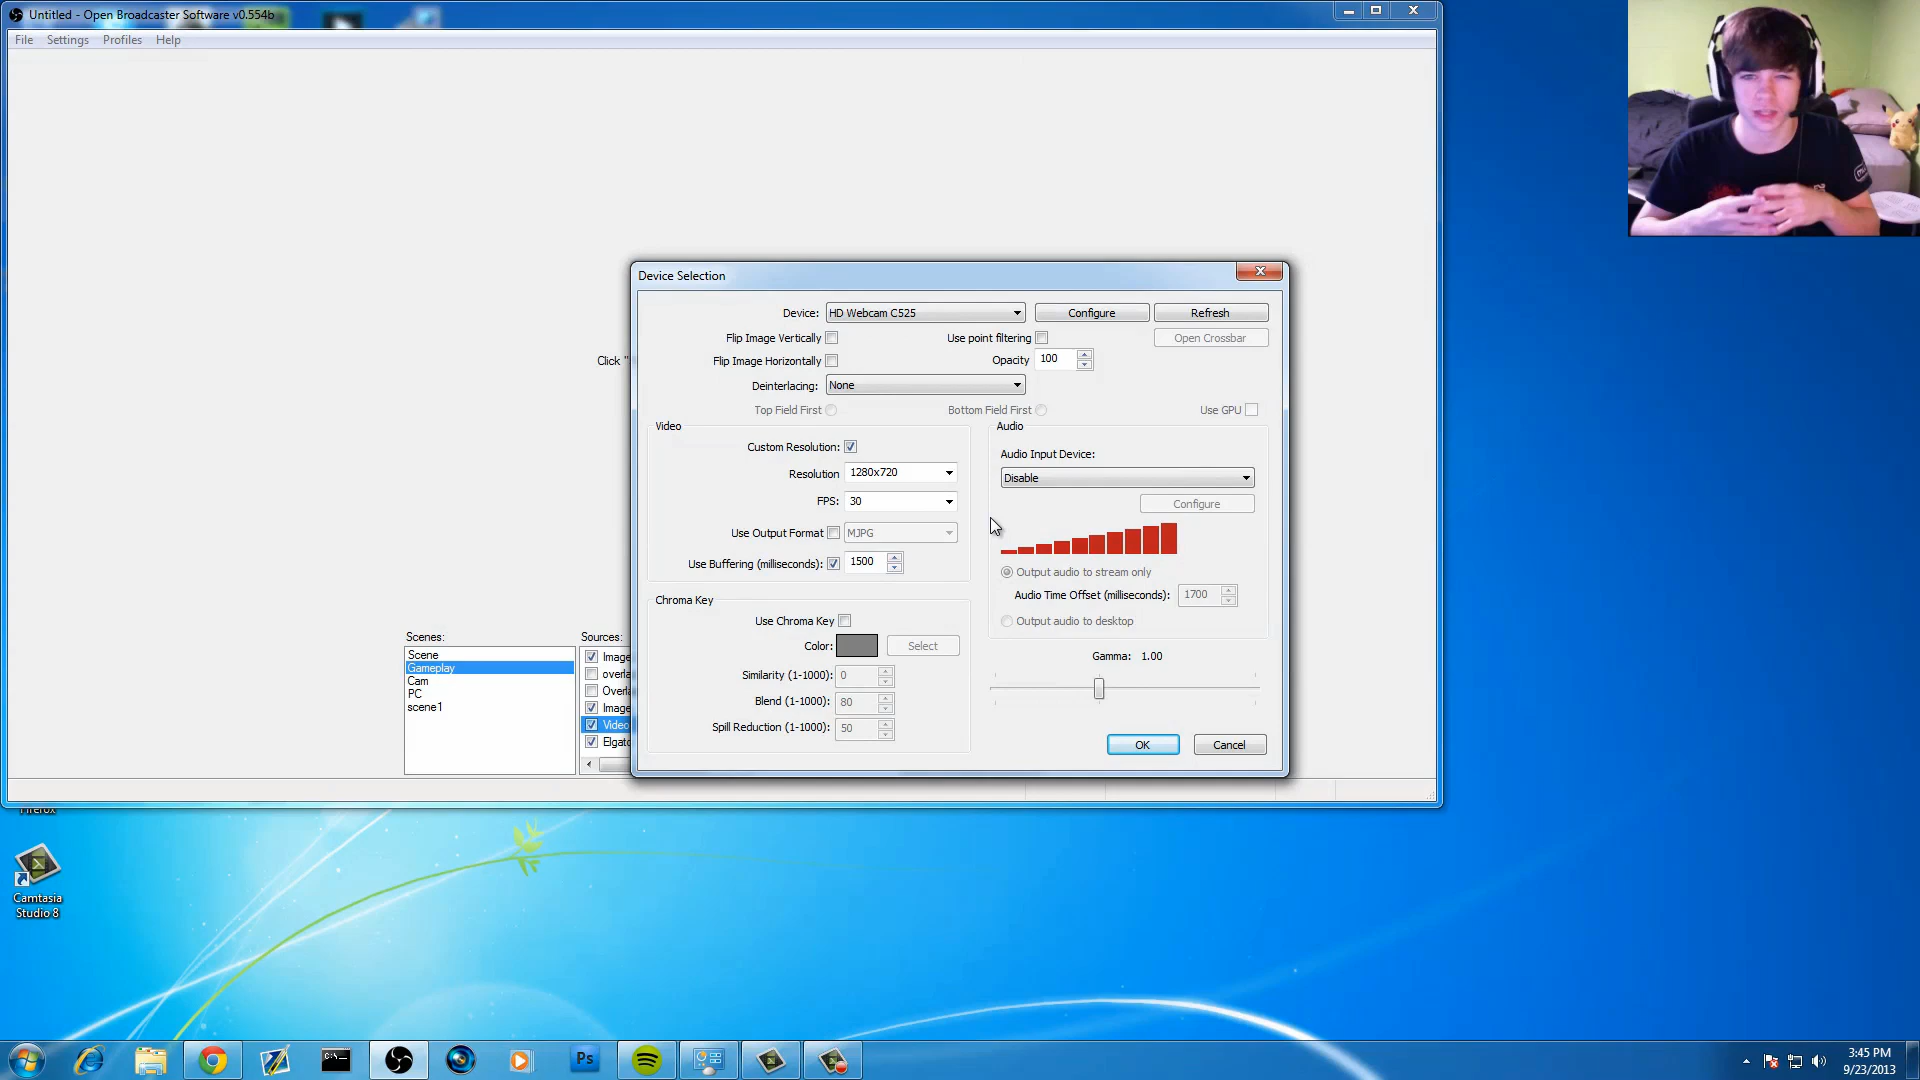 Untitled - Open Broadcaster Software v0.554b
File Settings Profiles Help
Click "
Device Selection
Device: HD Webcam C525 Configure Refresh
Flip Image Vertically Use point filtering Open Crossbar
Flip Image Horizontally Opacity 100
Deinterlacing: None
Top Field First Bottom Field First Use GPU
Video
Custom Resolution:
Resolution 1280x720
FPS: 30
Use Output Format MJPG
Use Buffering (milliseconds): 1500
Audio
Audio Input Device:
Disable
Configure
Output audio to stream only
Audio Time Offset (milliseconds): 1700
Output audio to desktop
Chroma Key
Use Chroma Key
Color: Select
Similarity (1-1000): 0
Blend (1-1000): 80
Spill Reduction (1-1000): 50
Gamma: 1.00
OK Cancel
Scenes:
Scene
Gameplay
Cam
PC
scene1
Sources:
Image
overla
Overla
Image
Video
Elgato
Firefox
Camtasia
Studio 8
C:\
Ps
3:45 PM
9/23/2013